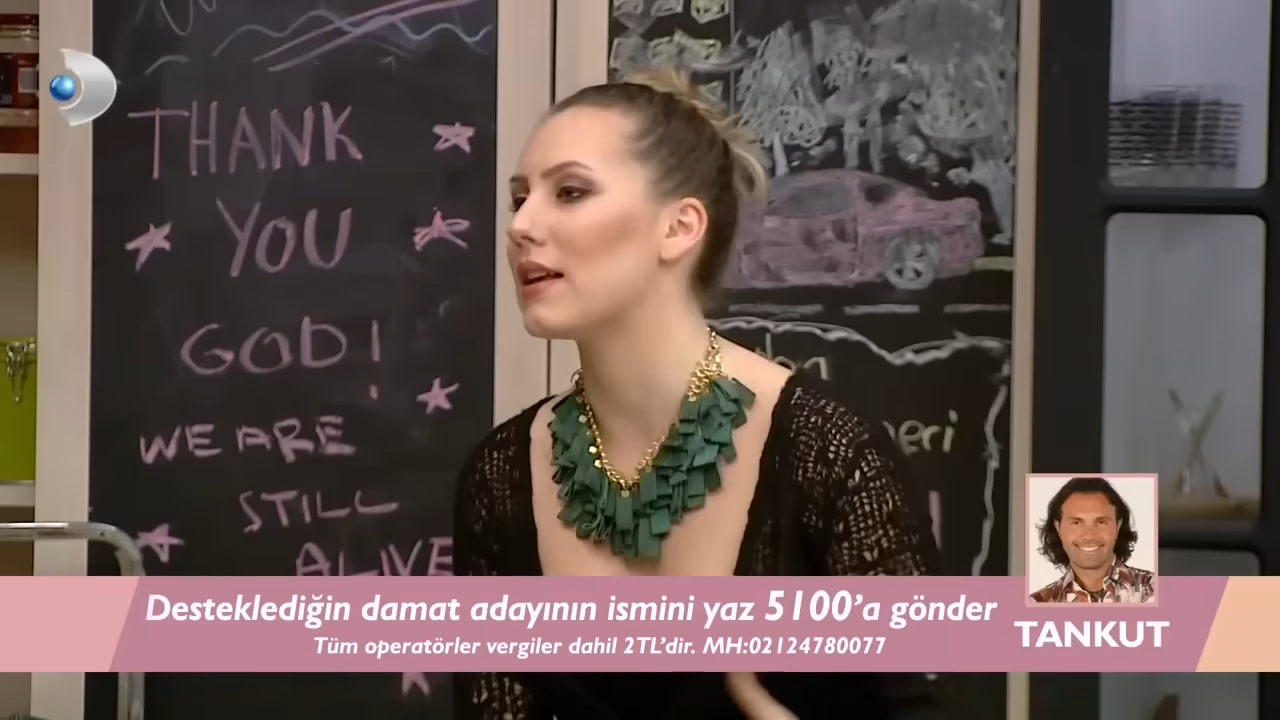 THANK
YOU
GOD!
WE ARE
STILL
ALIVE
eri
Desteklediğin damat adayının ismini yaz 5100'a gönder
Tüm operatörler vergiler dahil 2TL'dir. MH:02124780077
TANKUT